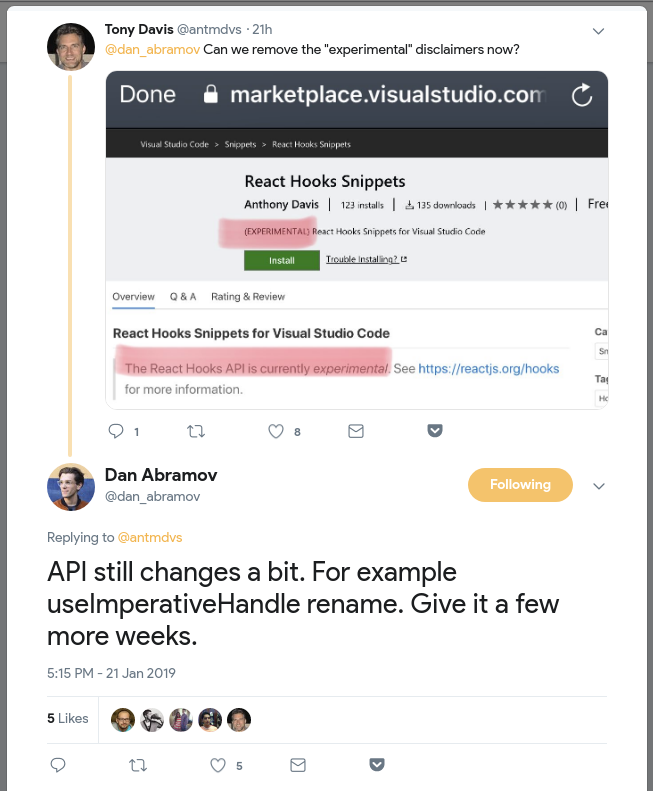 Tony Davis @antmdvs · 21h
@dan_abramov Can we remove the "experimental" disclaimers now?
Done marketplace.visualstudio.com
Visual Studio Code > Snippets > React Hooks Snippets
React Hooks Snippets
Anthony Davis | 123 installs | 135 downloads | ★★★★★ (0) | Free
(EXPERIMENTAL) React Hooks Snippets for Visual Studio Code
Install Trouble Installing?
Overview Q & A Rating & Review
React Hooks Snippets for Visual Studio Code
Ca
The React Hooks API is currently experimental. See https://reactjs.org/hooks
Sn
for more information.
Tag
Ho
1 8
Dan Abramov
@dan_abramov
Following
Replying to @antmdvs
API still changes a bit. For example
useImperativeHandle rename. Give it a few
more weeks.
5:15 PM - 21 Jan 2019
5 Likes
5